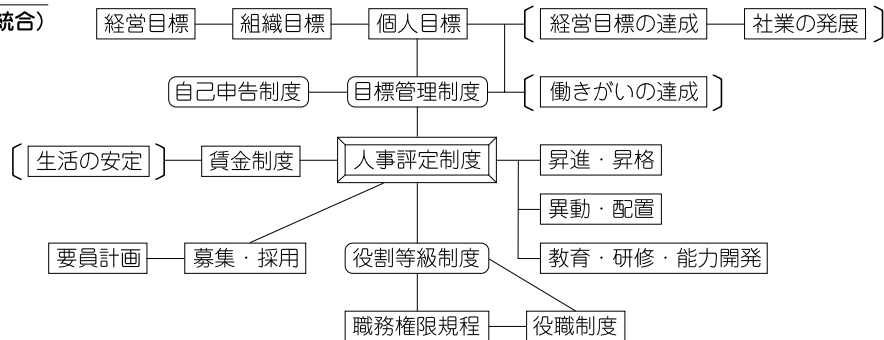 統合）
経営目標 組織目標 個人目標 〔 経営目標の達成 社業の発展 〕
自己申告制度 目標管理制度 〔 働きがいの達成 〕
〔 生活の安定 〕 賃金制度 人事評定制度 昇進・昇格
異動・配置
要員計画 募集・採用 役割等級制度 教育・研修・能力開発
職務権限規程 役職制度